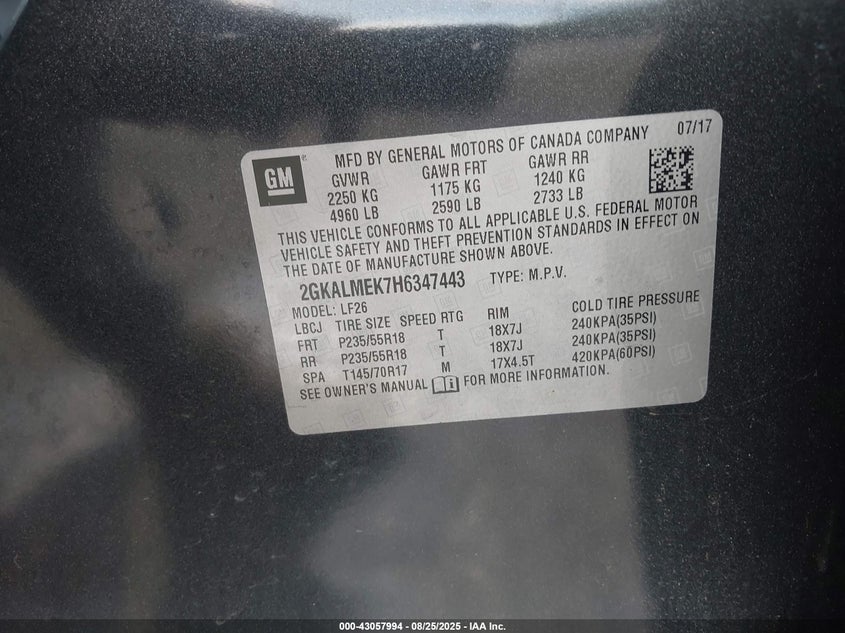 GM
®
MFD BY GENERAL MOTORS OF CANADA COMPANY 07/17
GVWR GAWR FRT GAWR RR
2250 KG 1175 KG 1240 KG
4960 LB 2590 LB 2733 LB
THIS VEHICLE CONFORMS TO ALL APPLICABLE U.S. FEDERAL MOTOR
VEHICLE SAFETY AND THEFT PREVENTION STANDARDS IN EFFECT ON
THE DATE OF MANUFACTURE SHOWN ABOVE.
2GKALMEK7H6347443 TYPE: M.P.V.
MODEL: LF26
LBCJ TIRE SIZE SPEED RTG RIM COLD TIRE PRESSURE
FRT P235/55R18 T 18X7J 240KPA(35PSI)
RR P235/55R18 T 18X7J 240KPA(35PSI)
SPA T145/70R17 M 17X4.5T 420KPA(60PSI)
SEE OWNER'S MANUAL FOR MORE INFORMATION.
000-43057994 - 08/25/2025 - IAA Inc.